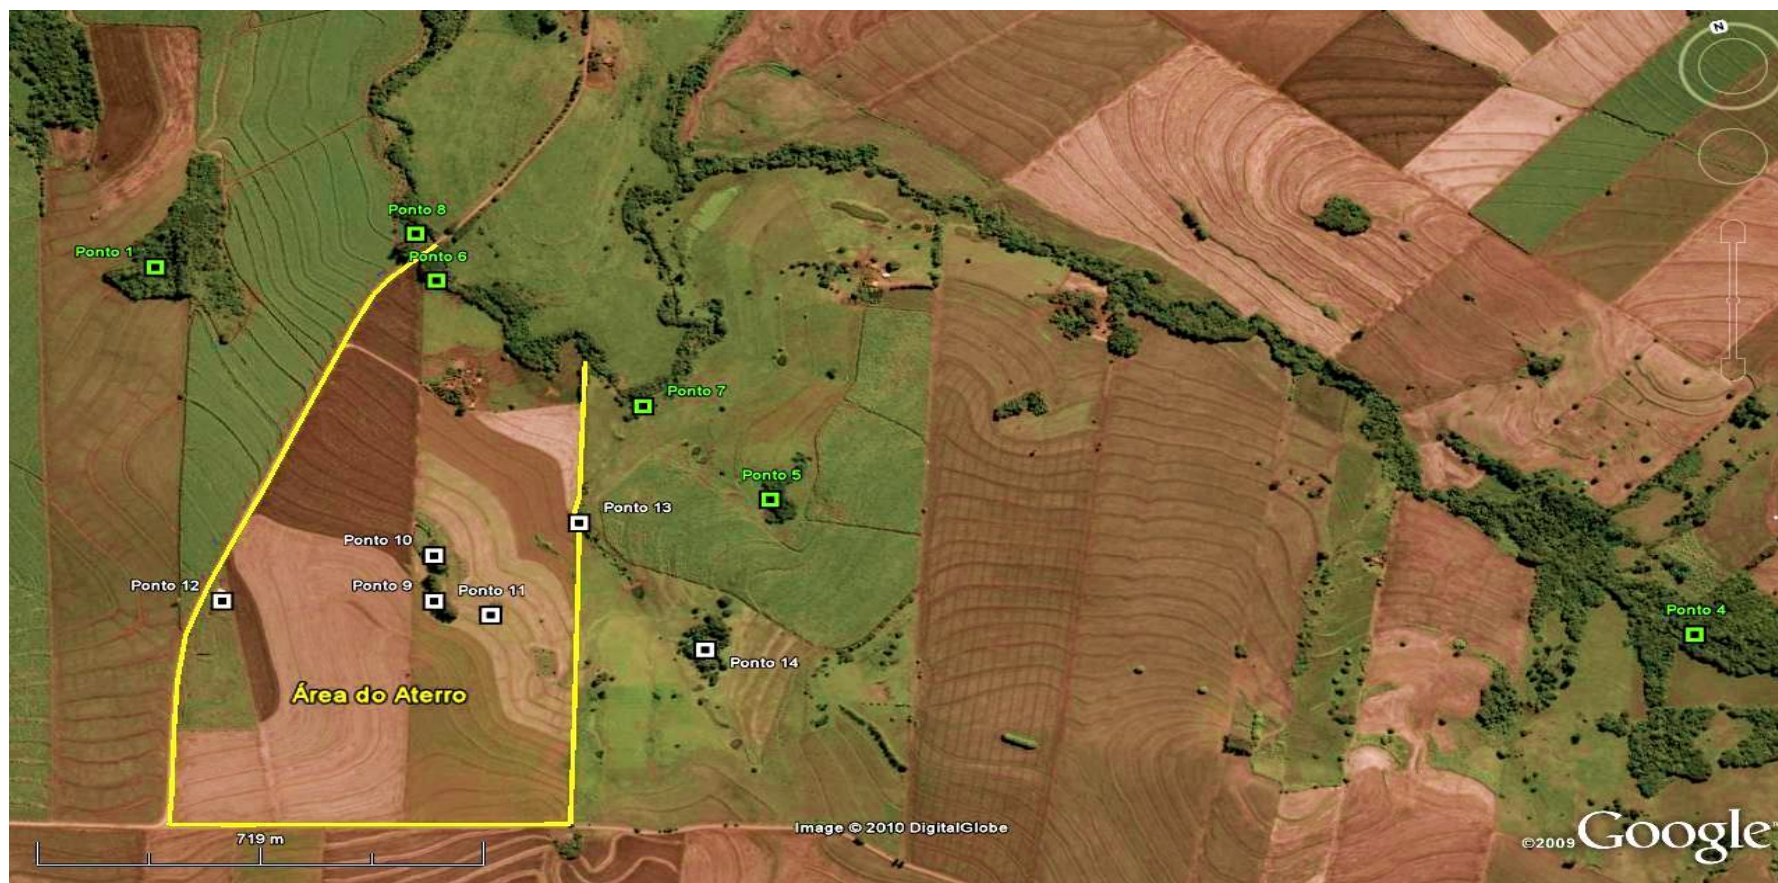 N
Ponto 8
Ponto 1
Ponto 6
Ponto 7
Ponto 5
Ponto 13
Ponto 10
Ponto 12
Ponto 9
Ponto 11
Ponto 4
Ponto 14
Área do Aterro
Image © 2010 DigitalGlobe
719 m
©2009 Google™